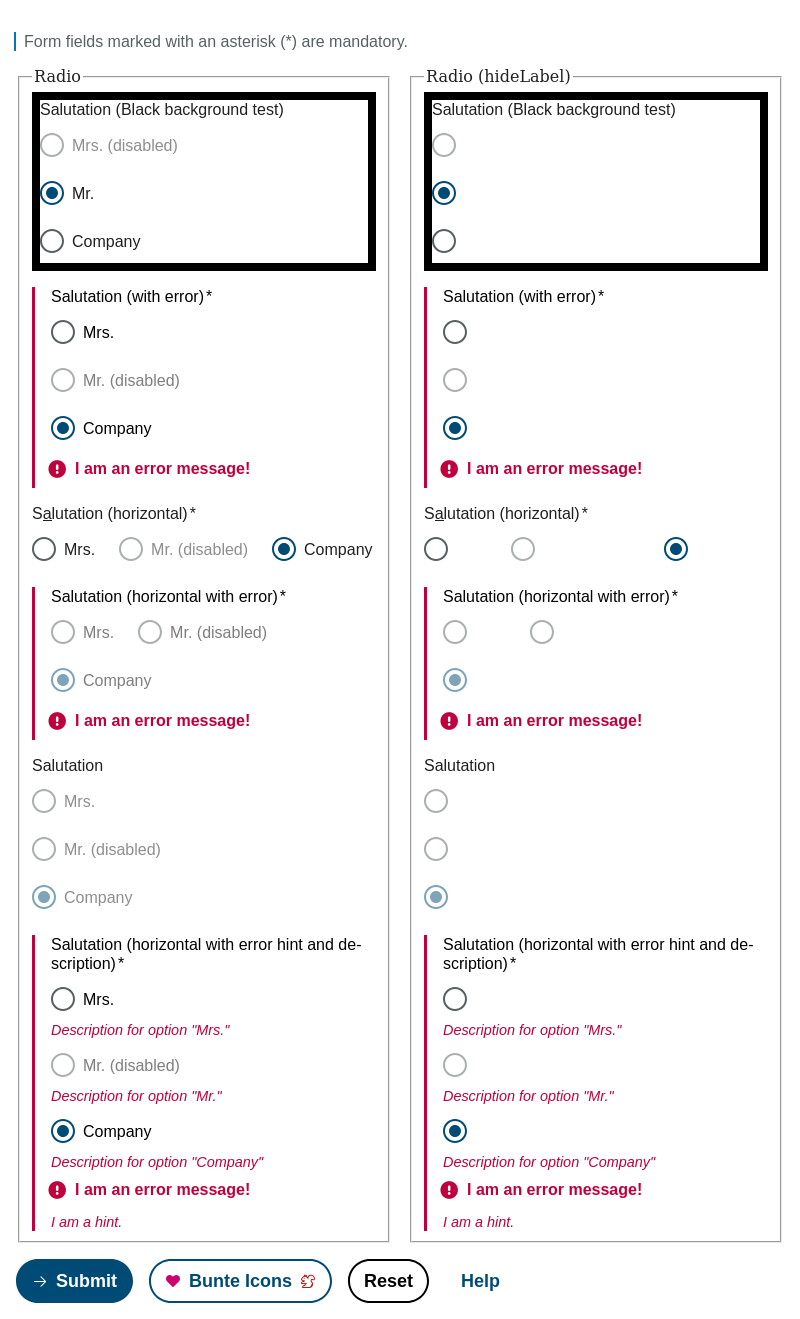 Form fields marked with an asterisk (*) are mandatory.
Radio
Salutation (Black background test)
Mrs. (disabled)
Mr.
Company
Salutation (with error)*
Mrs.
Mr. (disabled)
Company
I am an error message!
Salutation (horizontal)*
Mrs. Mr. (disabled) Company
Salutation (horizontal with error)*
Mrs. Mr. (disabled)
Company
I am an error message!
Salutation
Mrs.
Mr. (disabled)
Company
Salutation (horizontal with error hint and de-
scription)*
Mrs.
Description for option "Mrs."
Mr. (disabled)
Description for option "Mr."
Company
Description for option "Company"
I am an error message!
I am a hint.
Radio (hideLabel)
Salutation (Black background test)
Salutation (with error)*
I am an error message!
Salutation (horizontal)*
Salutation (horizontal with error)*
I am an error message!
Salutation
Salutation (horizontal with error hint and de-
scription)*
Description for option "Mrs."
Description for option "Mr."
Description for option "Company"
I am an error message!
I am a hint.
Submit Bunte Icons Reset Help